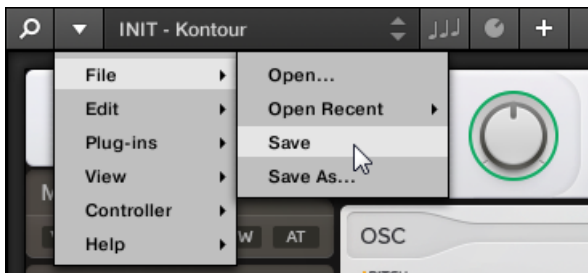 INIT - Kontour
File
Edit
Plug-ins
View
Controller
Help
Open...
Open Recent
Save
Save As...
M
W
AT
OSC